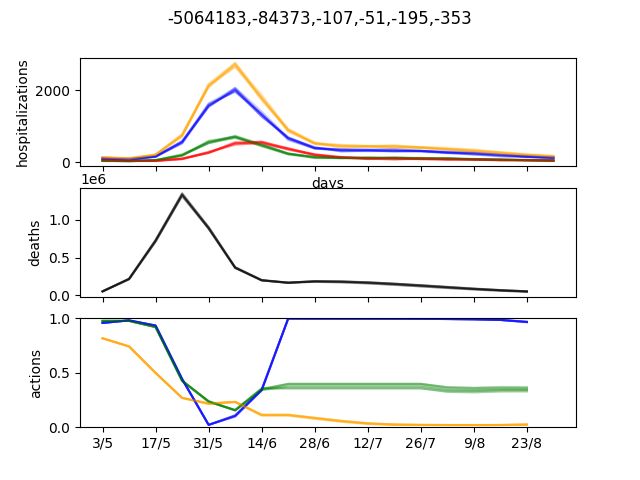 -5064183,-84373,-107,-51,-195,-353
hospitalizations
2000
0
days
1e6
deaths
1.0
0.5
0.0
actions
1.0
0.5
0.0
3/5 17/5 31/5 14/6 28/6 12/7 26/7 9/8 23/8